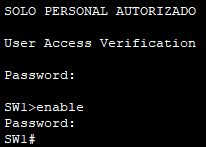 SOLO PERSONAL AUTORIZADO
User Access Verification
Password:
SW1>enable
Password:
SW1#